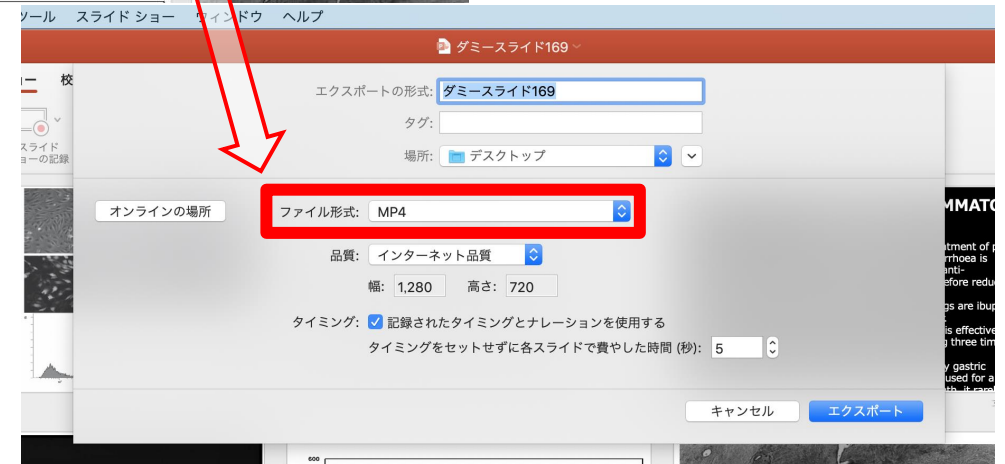 ツール スライド ショー ウィンドウ ヘルプ
ダミースライド169
校
エクスポートの形式: ダミースライド169
スライド
ョーの記録
タグ:
場所: デスクトップ
オンラインの場所
ファイル形式: MP4
品質: インターネット品質
幅: 1,280 高さ: 720
タイミング: 記録されたタイミングとナレーションを使用する
タイミングをセットせずに各スライドで費やした時間 (秒): 5
キャンセル エクスポート
MMATO
tment of p
rrhoea is
anti-
efore redu
gs are ibup
is effective
three tim
y gastric
used for a
600